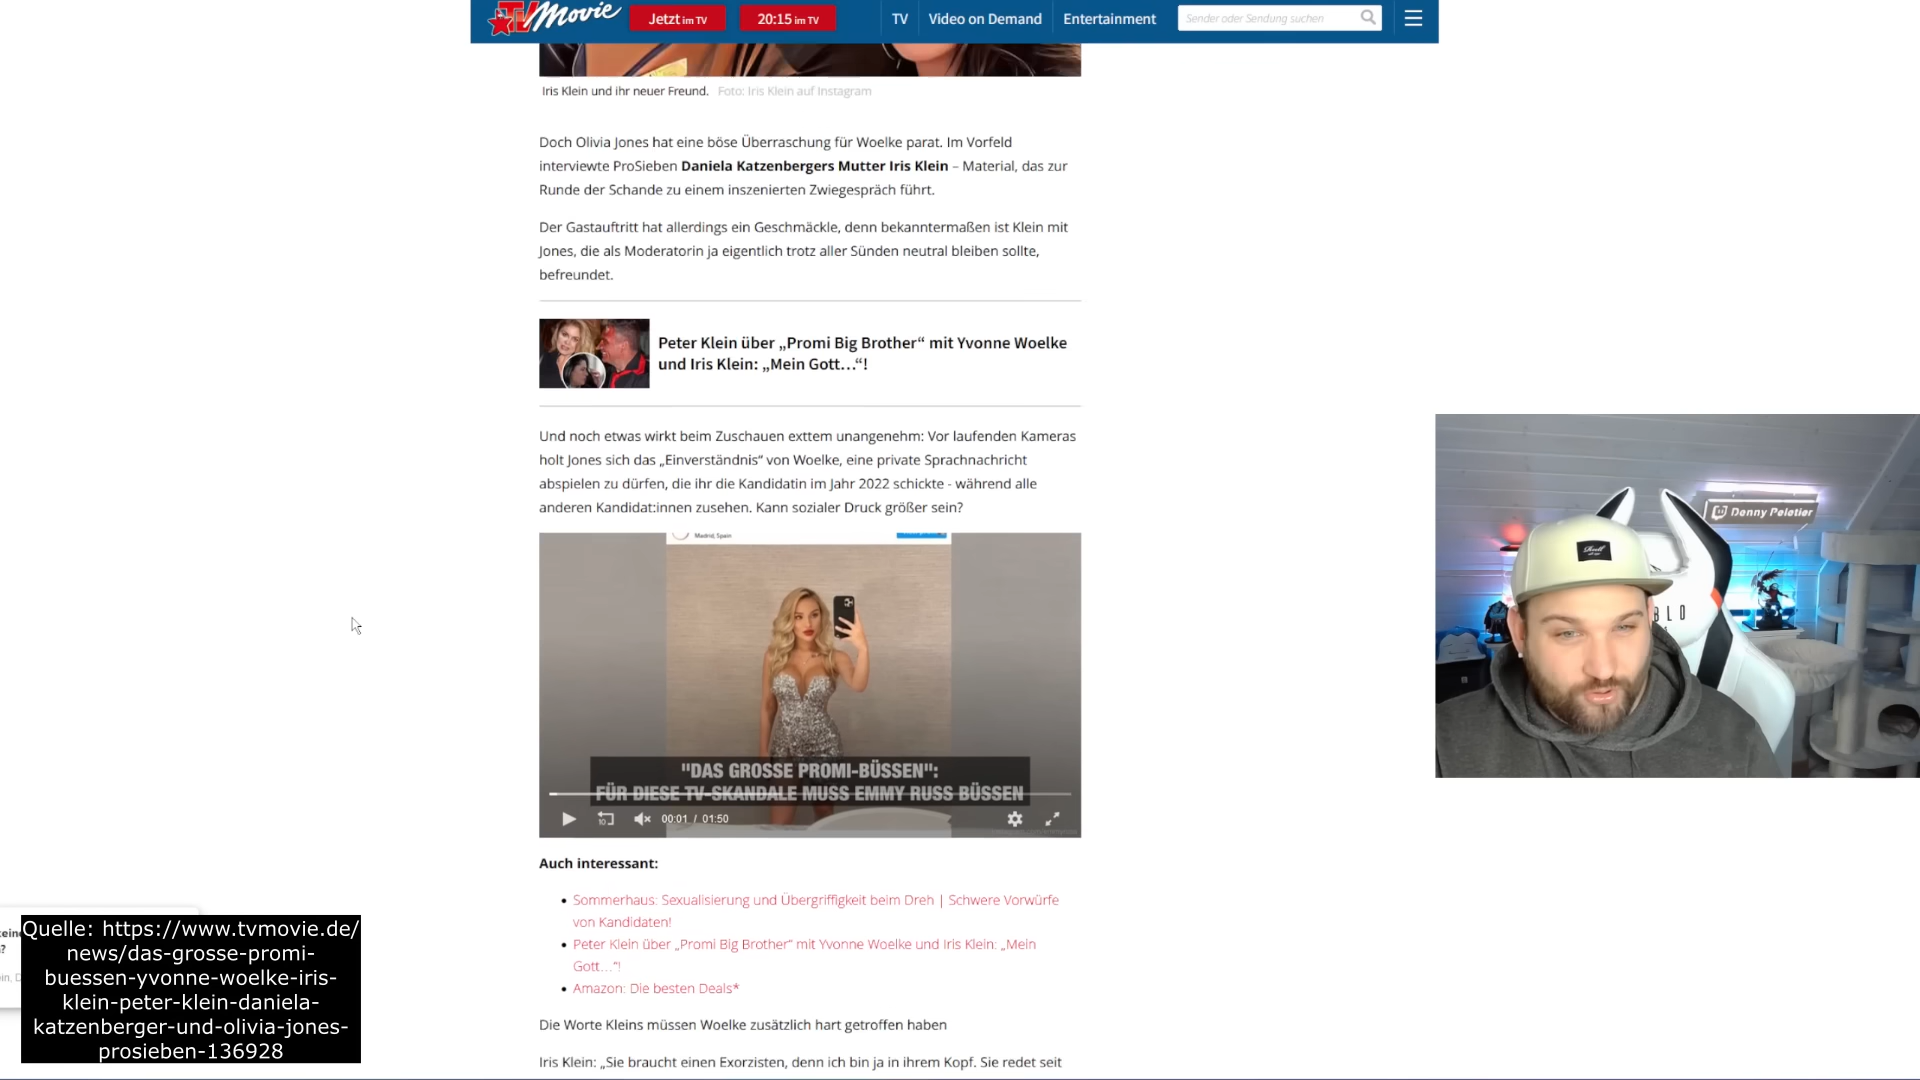 TV Movie
Jetzt im TV
20:15 im TV
TV
Video on Demand
Entertainment
Sender oder Sendung suchen
Iris Klein und ihr neuer Freund. Foto: Iris Klein auf Instagram
Doch Olivia Jones hat eine böse Überraschung für Woelke parat. Im Vorfeld
interviewte ProSieben Daniela Katzenbergers Mutter Iris Klein – Material, das zur
Runde der Schande zu einem inszenierten Zwiegespräch führt.
Der Gastauftritt hat allerdings ein Geschmäckle, denn bekanntermaßen ist Klein mit
Jones, die als Moderatorin ja eigentlich trotz aller Sünden neutral bleiben sollte,
befreundet.
Peter Klein über „Promi Big Brother“ mit Yvonne Woelke
und Iris Klein: „Mein Gott…“!
Und noch etwas wirkt beim Zuschauen exttem unangenehm: Vor laufenden Kameras
holt Jones sich das „Einverständnis“ von Woelke, eine private Sprachnachricht
abspielen zu dürfen, die ihr die Kandidatin im Jahr 2022 schickte - während alle
anderen Kandidat:innen zusehen. Kann sozialer Druck größer sein?
Madrid, Spain
"DAS GROSSE PROMI-BÜSSEN":
FÜR DIESE TV-SKANDALE MUSS EMMY RUSS BÜSSEN
10
00:01 / 01:50
Danny Pelotier
BLO
Auch interessant:
Sommerhaus: Sexualisierung und Übergriffigkeit beim Dreh | Schwere Vorwürfe
von Kandidaten!
Peter Klein über „Promi Big Brother“ mit Yvonne Woelke und Iris Klein: „Mein
Gott…“!
Amazon: Die besten Deals*
Die Worte Kleins müssen Woelke zusätzlich hart getroffen haben
Iris Klein: „Sie braucht einen Exorzisten, denn ich bin ja in ihrem Kopf. Sie redet seit
Quelle: https://www.tvmovie.de/
news/das-grosse-promi-
buessen-yvonne-woelke-iris-
klein-peter-klein-daniela-
katzenberger-und-olivia-jones-
prosieben-136928